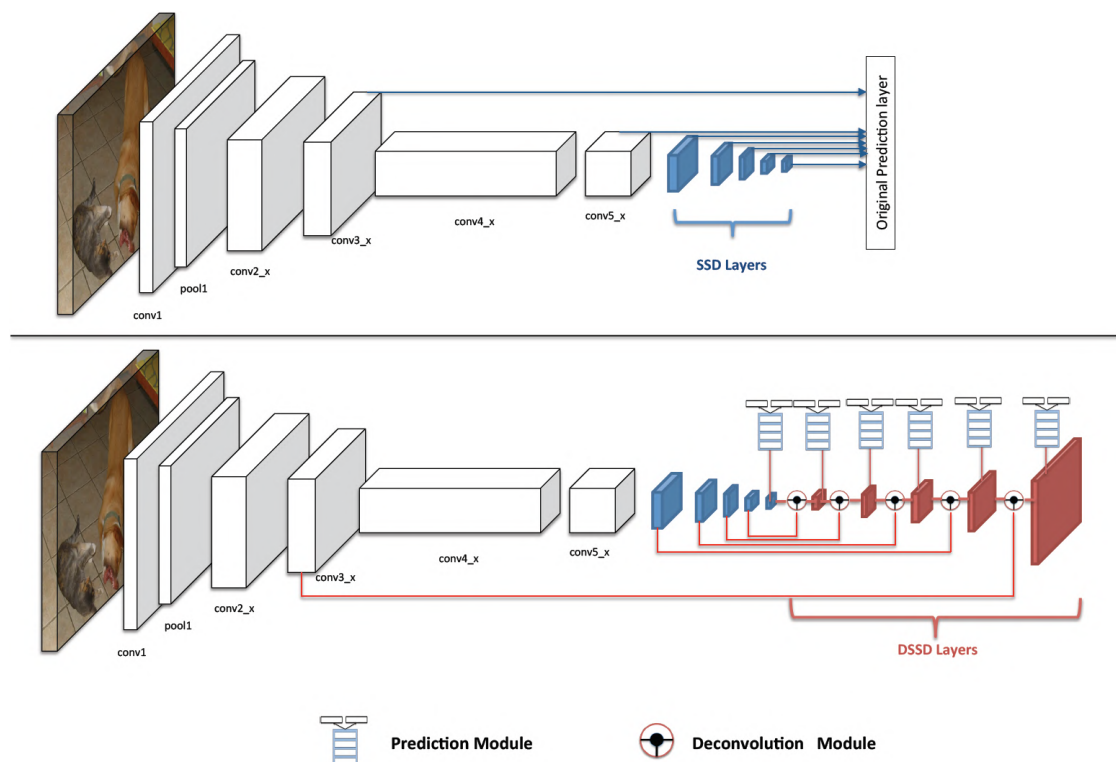 Original Prediction layer
conv4_x
conv5_x
conv3_x
conv2_x
pool1
conv1
SSD Layers
conv4_x
conv5_x
conv3_x
conv2_x
pool1
conv1
DSSD Layers
Prediction Module
Deconvolution Module